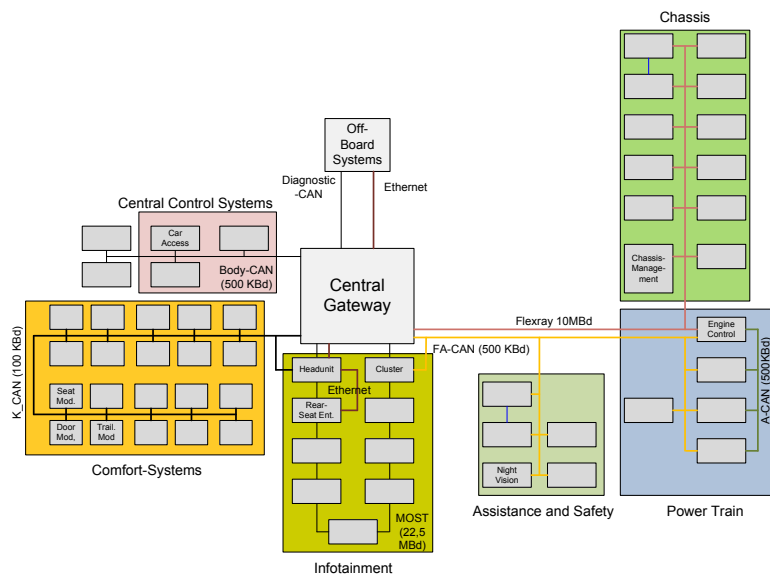 Chassis
Off-
Board
Systems
Diagnostic
-CAN
Ethernet
Central Control Systems
Car
Access
Body-CAN
(500 KBd)
Central
Gateway
Chassis-
Manage-
ment
Flexray 10MBd
FA-CAN (500 KBd)
Engine
Control
K_CAN (100 KBd)
Headunit
Cluster
Ethernet
Rear-
Seat Ent.
A-CAN (500KBd)
Seat
Mod.
Door
Mod,
Trail.
Mod
Night
Vision
Comfort-Systems
MOST
(22,5
MBd)
Assistance and Safety
Power Train
Infotainment